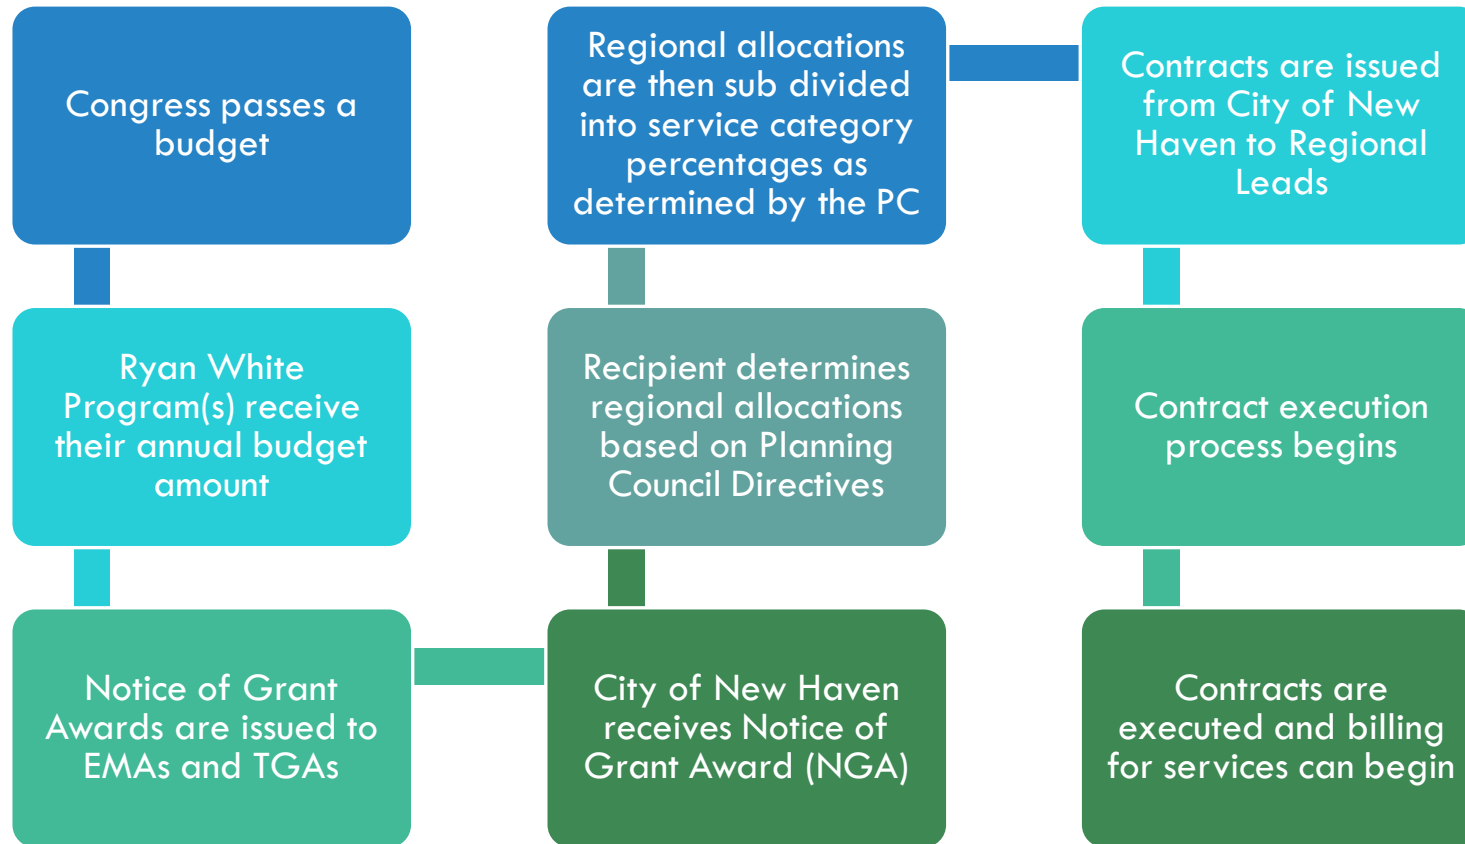 Congress passes a
budget
Ryan White
Program(s) receive
their annual budget
amount
Notice of Grant
Awards are issued to
EMAs and TGAs
City of New Haven
receives Notice of
Grant Award (NGA)
Recipient determines
regional allocations
based on Planning
Council Directives
Regional allocations
are then sub divided
into service category
percentages as
determined by the PC
Contracts are issued
from City of New
Haven to Regional
Leads
Contract execution
process begins
Contracts are
executed and billing
for services can begin